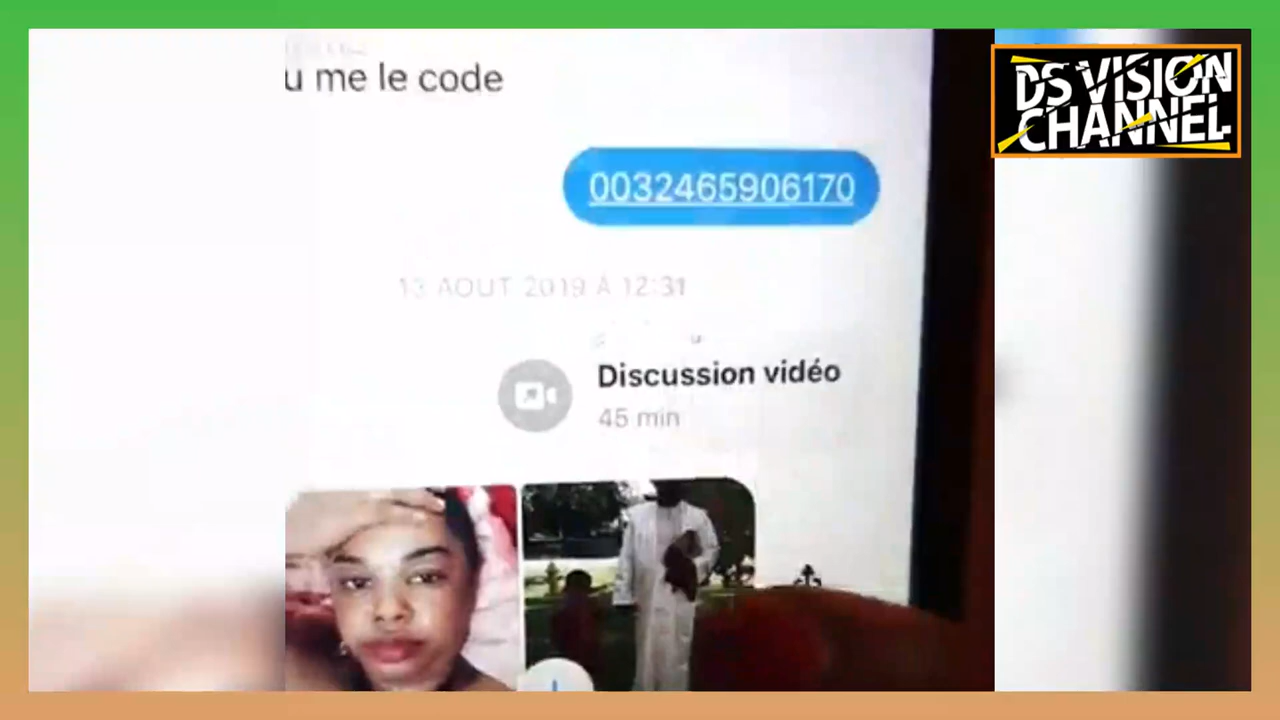 u me le code
DS VISION
CHANNEL
0032465906170
13 AOUT 2019 À 12:31
Discussion vidéo
45 min